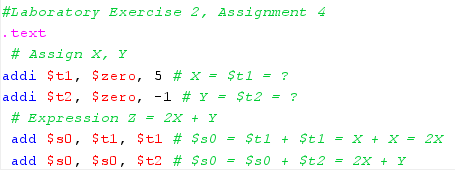 #Laboratory Exercise 2, Assignment 4
.text
# Assign X, Y
addi $t1, $zero, 5 # X = $t1 = ?
addi $t2, $zero, -1 # Y = $t2 = ?
# Expression Z = 2X + Y
add $s0, $t1, $t1 # $s0 = $t1 + $t1 = X + X = 2X
add $s0, $s0, $t2 # $s0 = $s0 + $t2 = 2X + Y